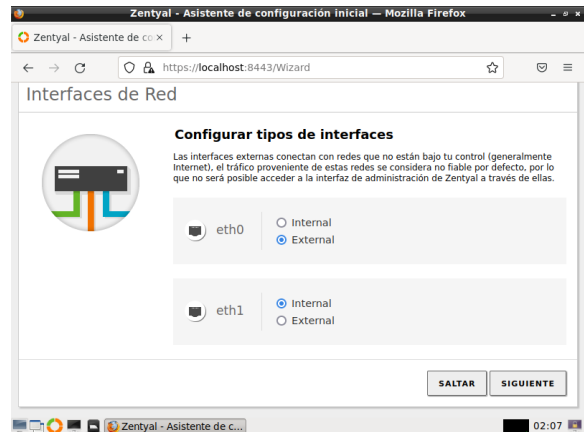 Zentyal - Asistente de configuración inicial — Mozilla Firefox
Zentyal - Asistente de co
https://localhost:8443/Wizard
Interfaces de Red
Configurar tipos de interfaces
Las interfaces externas conectan con redes que no están bajo tu control (generalmente
Internet), el tráfico proveniente de estas redes se considera no fiable por defecto, por lo
que no será posible acceder a la interfaz de administración de Zentyal a través de ellas.
eth0
Internal
External
eth1
Internal
External
SALTAR
SIGUIENTE
Zentyal - Asistente de c...
02:07